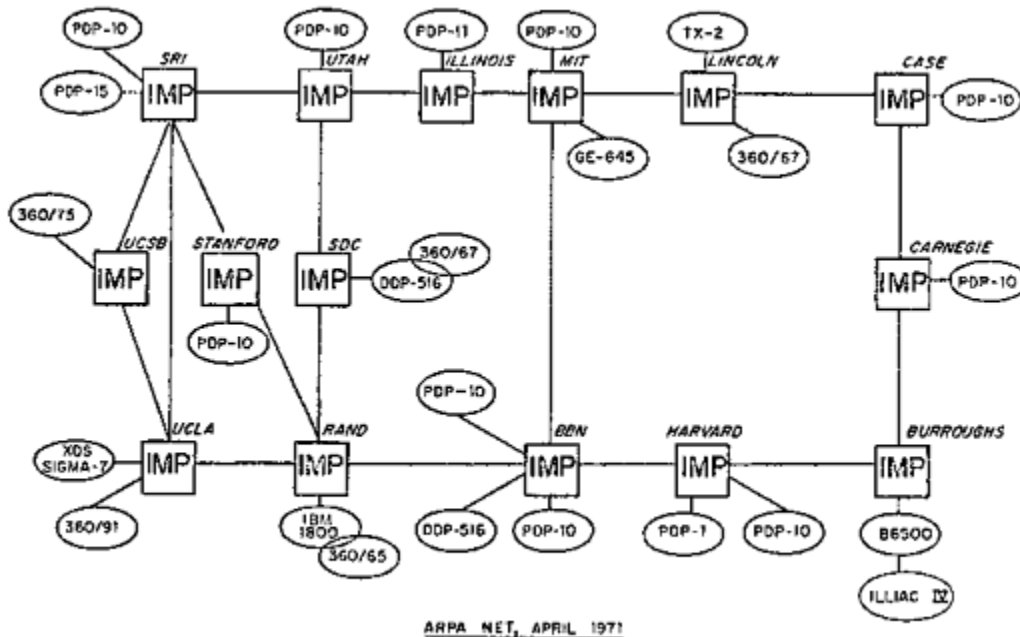 PDP-10
PDP-10
PDP-11
PDP-10
TX-2
SRI
UTAH
ILLINOIS
MIT
LINCOLN
CASE
PDP-15
IMP
IMP
IMP
IMP
IMP
IMP
PDP-10
GE-645
360/67
360/75
UCSB
STANFORD
SDC
360/67
CARNEGIE
IMP
IMP
IMP
DDP-516
IMP
PDP-10
PDP-10
PDP-10
UCLA
RAND
BBN
HARVARD
BURROUGHS
XDS
SIGMA-7
IMP
IMP
IMP
IMP
IMP
360/91
IBM
1800
360/65
DDP-516
PDP-10
PDP-1
PDP-10
B6500
ILLIAC IV
ARPA NET, APRIL 1971